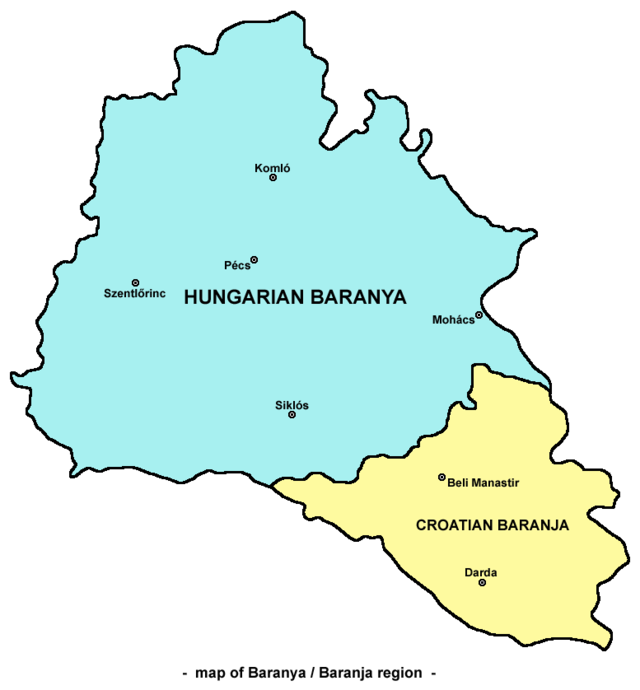 Komló
Pécs
Szentlőrinc
HUNGARIAN BARANYA
Mohács
Siklós
Beli Manastir
CROATIAN BARANJA
Darda
- map of Baranya / Baranja region -